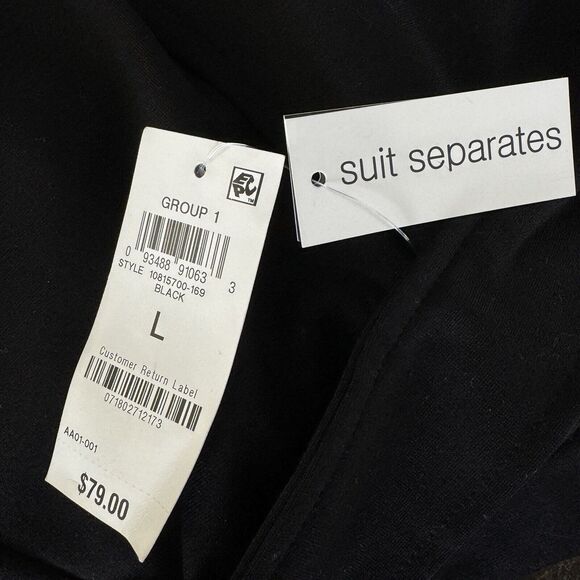 GROUP 1
0 93488 91063 3
STYLE 10815700-169
BLACK
L
Customer Return Label
071802712173
AA01-001
$79.00
suit separates